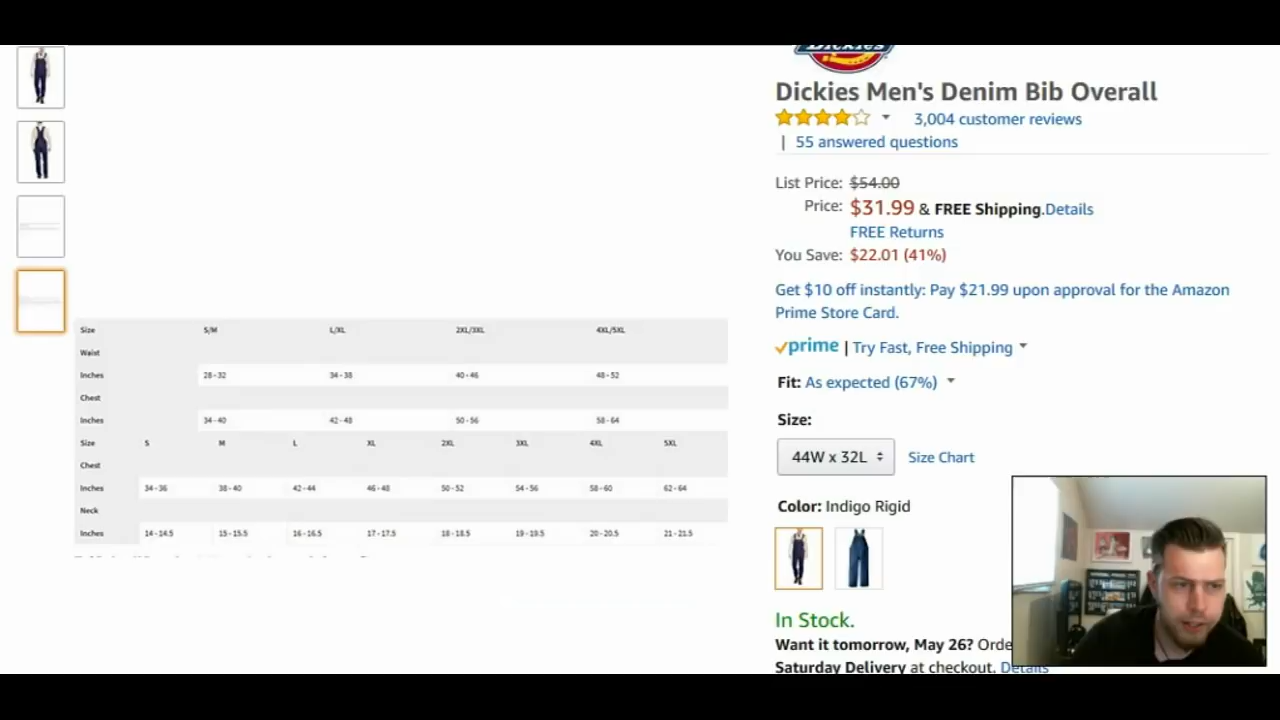 Dickies
Dickies Men's Denim Bib Overall
3,004 customer reviews
| 55 answered questions
List Price: $54.00
Price: $31.99 & FREE Shipping. Details
FREE Returns
You Save: $22.01 (41%)
Get $10 off instantly: Pay $21.99 upon approval for the Amazon
Prime Store Card.
prime | Try Fast, Free Shipping
Fit: As expected (67%)
Size:
44W x 32L Size Chart
Color: Indigo Rigid
In Stock.
Want it tomorrow, May 26? Orde
Saturday Delivery at checkout. Details
Size S/M L/XL 2XL/3XL 4XL/5XL
Waist
Inches 28-32 34-38 40-46 48-52
Chest
Inches 34-40 42-48 50-56 58-64
Size S M L XL 2XL 3XL 4XL 5XL
Chest
Inches 34-36 38-40 42-44 46-48 50-52 54-56 58-60 62-64
Neck
Inches 14-14.5 15-15.5 16-16.5 17-17.5 18-18.5 19-19.5 20-20.5 21-21.5